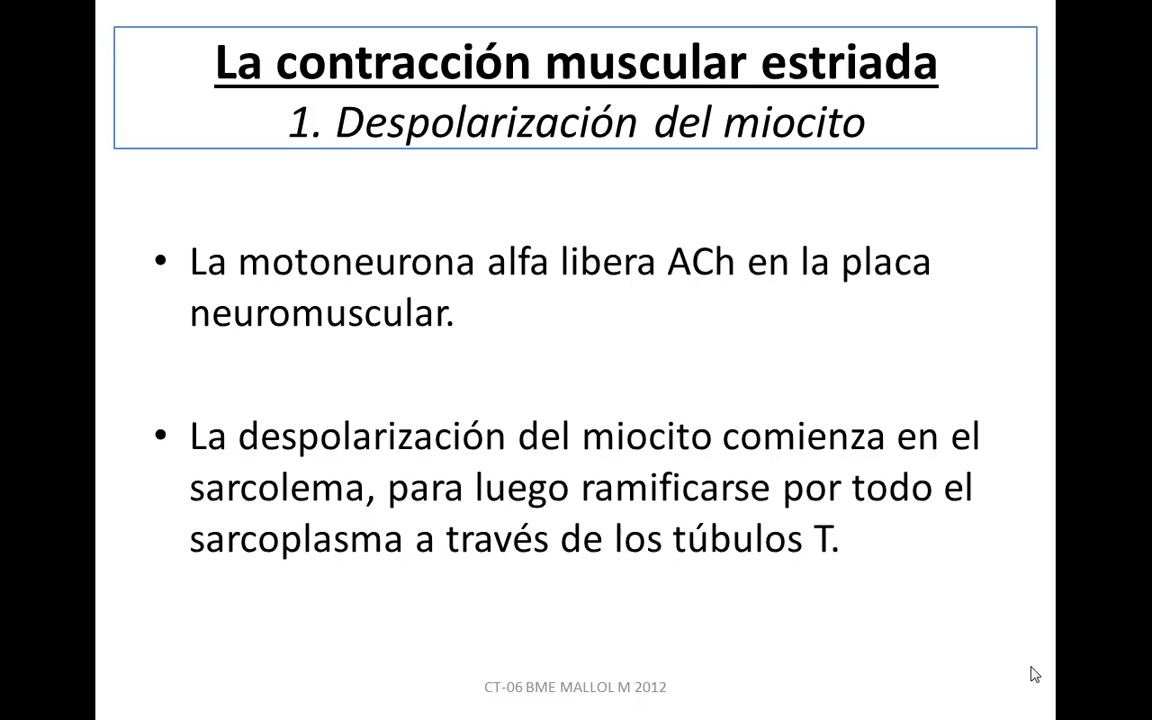 La contracción muscular estriada
1. Despolarización del miocito
• La motoneurona alfa libera ACh en la placa
neuromuscular.
• La despolarización del miocito comienza en el
sarcolema, para luego ramificarse por todo el
sarcoplasma a través de los túbulos T.
CT-06 BME MALLOL M 2012